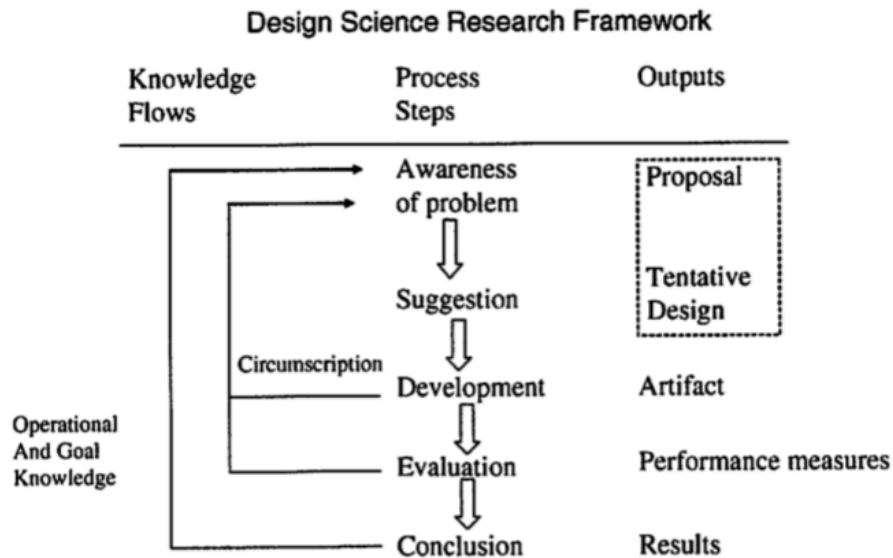 Design Science Research Framework
Knowledge
Flows
Process
Steps
Outputs
Awareness
of problem
Proposal
Suggestion
Tentative
Design
Circumscription
Development
Artifact
Operational
And Goal
Knowledge
Evaluation
Performance measures
Conclusion
Results